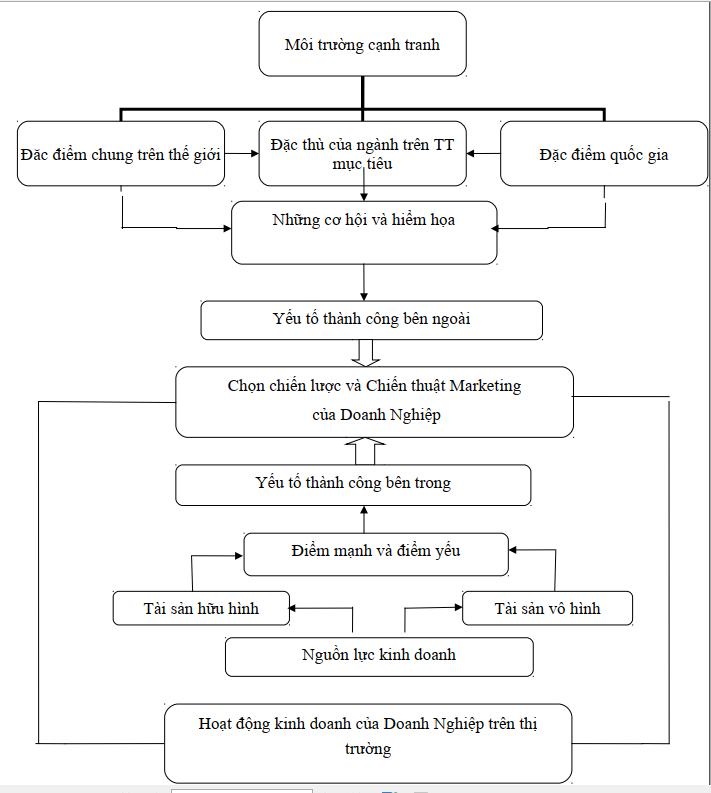 Môi trường cạnh tranh
Đăc điểm chung trên thế giới
Đặc thù của ngành trên TT
mục tiêu
Đặc điểm quốc gia
Những cơ hội và hiểm họa
Yếu tố thành công bên ngoài
Chọn chiến lược và Chiến thuật Marketing
của Doanh Nghiệp
Yếu tố thành công bên trong
Điểm mạnh và điểm yếu
Tài sản hữu hình
Tài sản vô hình
Nguồn lực kinh doanh
Hoạt động kinh doanh của Doanh Nghiệp trên thị
trường